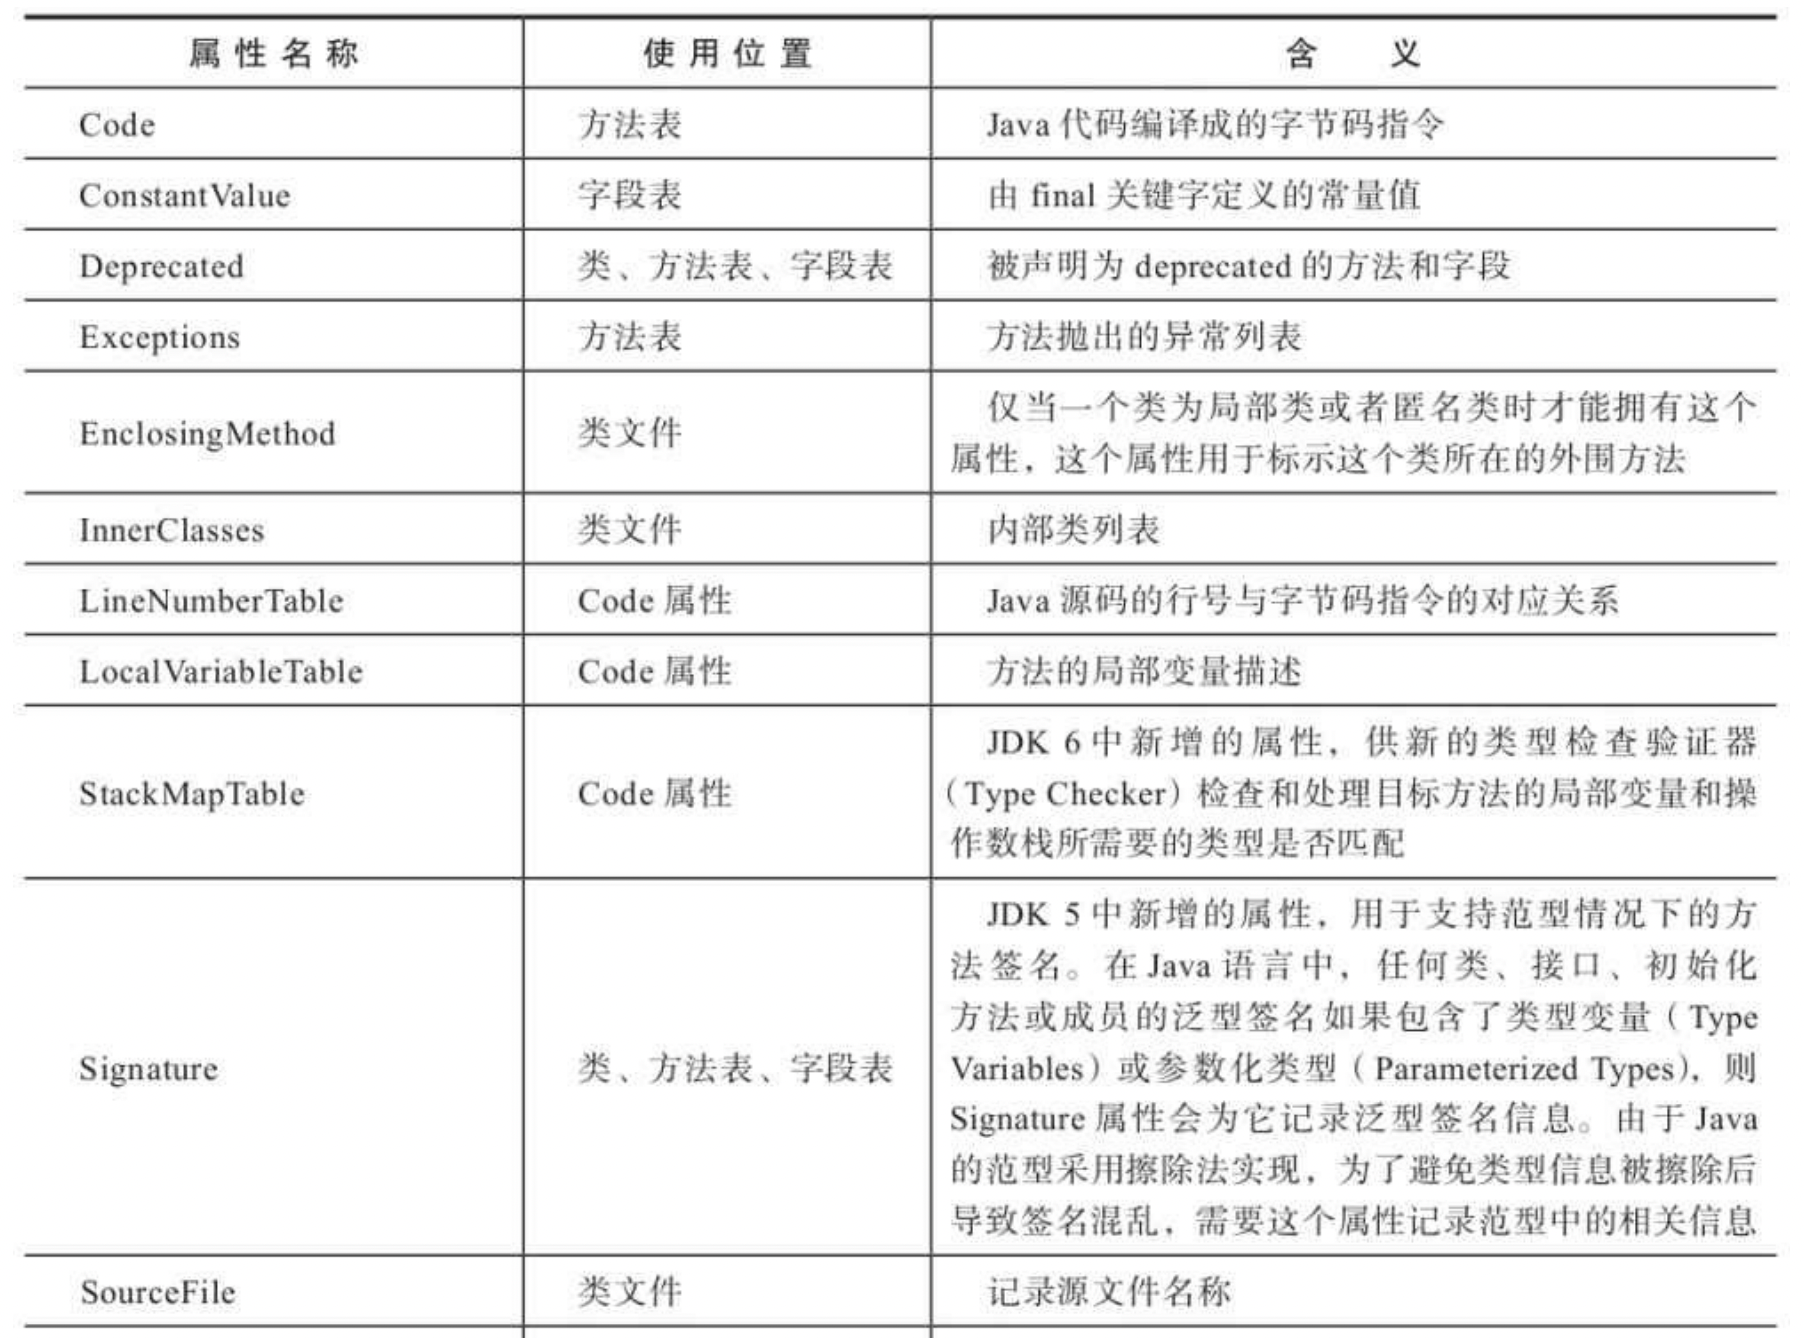 属性名称 使用位置 含 义
Code 方法表 Java 代码编译成的字节码指令
ConstantValue 字段表 由 final 关键字定义的常量值
Deprecated 类、方法表、字段表 被声明为 deprecated 的方法和字段
Exceptions 方法表 方法抛出的异常列表
EnclosingMethod 类文件 仅当一个类为局部类或者匿名类时才能拥有这个
属性，这个属性用于标示这个类所在的外围方法
InnerClasses 类文件 内部类列表
LineNumberTable Code 属性 Java 源码的行号与字节码指令的对应关系
LocalVariableTable Code 属性 方法的局部变量描述
StackMapTable Code 属性 JDK 6 中新增的属性，供新的类型检查验证器
（Type Checker）检查和处理目标方法的局部变量和操
作数栈所需要的类型是否匹配
Signature 类、方法表、字段表 JDK 5 中新增的属性，用于支持范型情况下的方
法签名。在 Java 语言中，任何类、接口、初始化
方法或成员的泛型签名如果包含了类型变量（Type
Variables）或参数化类型（Parameterized Types)，则
Signature 属性会为它记录泛型签名信息。由于 Java
的范型采用擦除法实现，为了避免类型信息被擦除后
导致签名混乱，需要这个属性记录范型中的相关信息
SourceFile 类文件 记录源文件名称